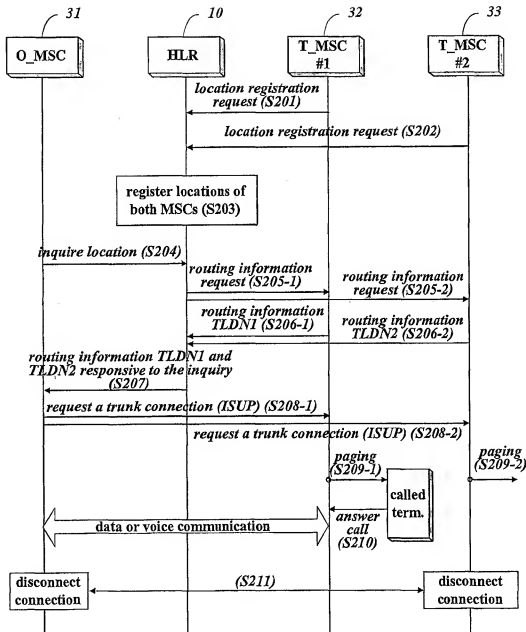 31
10
32
33
O_MSC
HLR
T_MSC
#1
T_MSC
#2
location registration
request (S201)
location registration request (S202)
register locations of
both MSCs (S203)
inquire location (S204)
routing information
request (S205-1)
routing information
request (S205-2)
routing information
TLDN1 (S206-1)
routing information
TLDN2 (S206-2)
routing information TLDN1 and
TLDN2 responsive to the inquiry
(S207)
request a trunk connection (ISUP) (S208-1)
request a trunk connection (ISUP) (S208-2)
paging
(S209-1)
paging
(S209-2)
called
term.
answer
call
(S210)
data or voice communication
disconnect
connection
(S211)
disconnect
connection